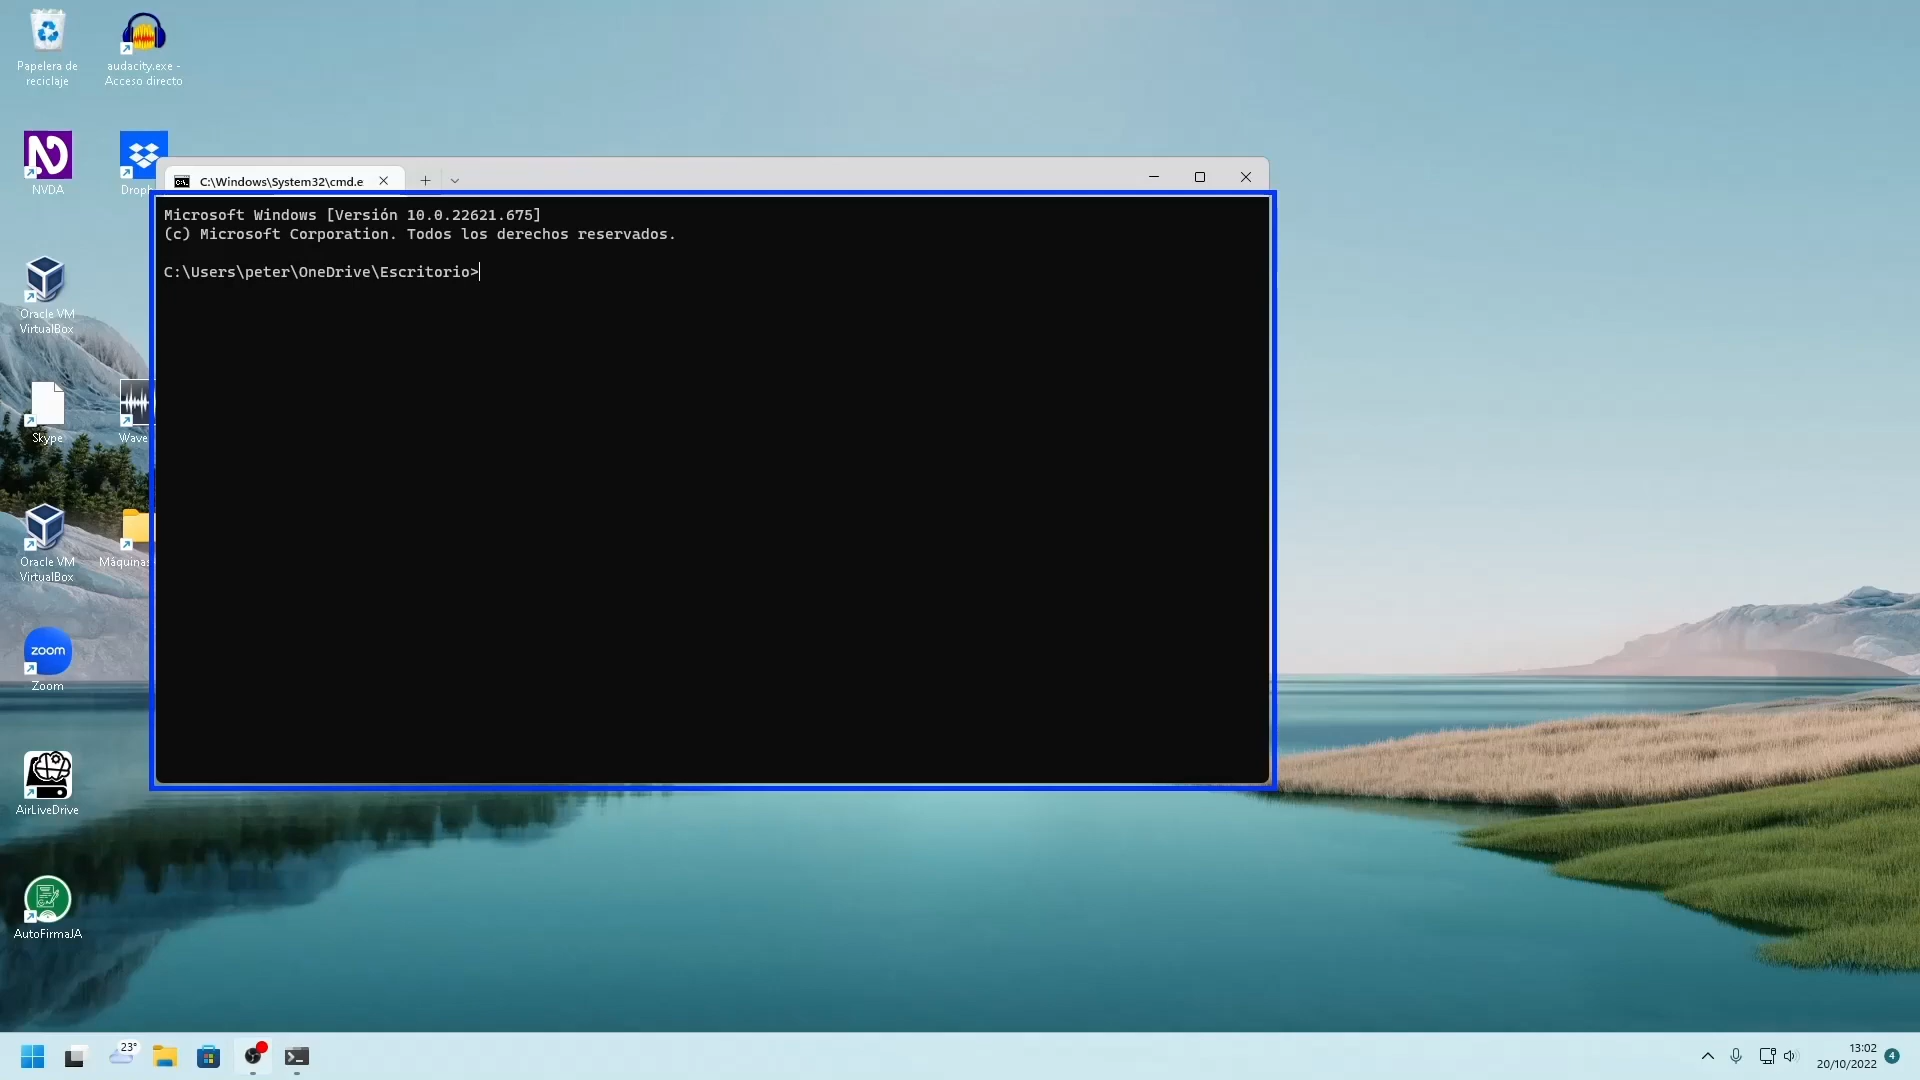 Papelera de
reciclaje
audacity.exe -
Acceso directo
NVDA
C:\Windows\System32\cmd.e
Microsoft Windows [Versión 10.0.22621.675]
(c) Microsoft Corporation. Todos los derechos reservados.
C:\Users\peter\OneDrive\Escritorio>
Oracle VM
VirtualBox
Skype
Wave
Oracle VM
VirtualBox
Máquinas
zoom
Zoom
AirLiveDrive
AutoFirmaJA
23°
13:02
20/10/2022
4